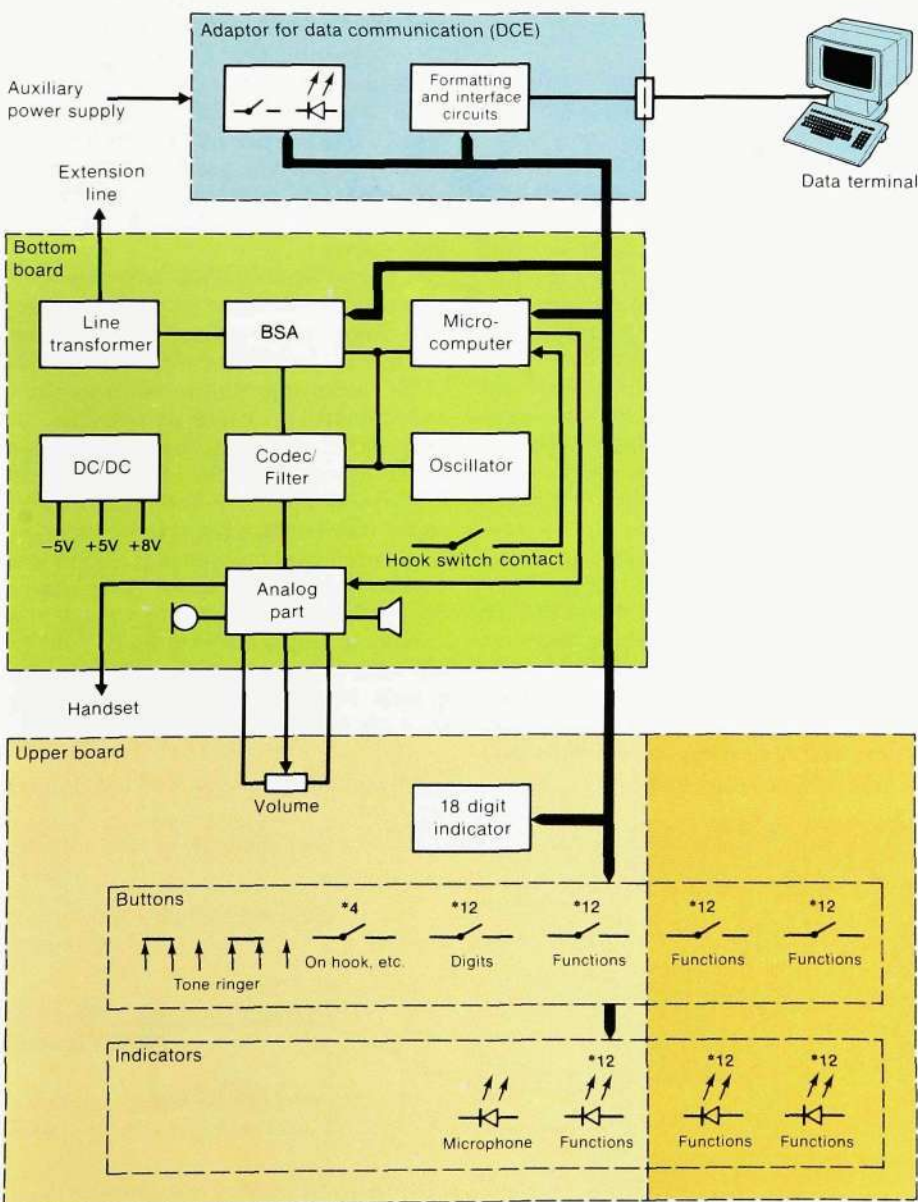 Adaptor for data communication (DCE)
Auxiliary
power supply
Formatting
and interface
circuits
Data terminal
Extension
line
Bottom
board
Line
transformer
BSA
Micro-
computer
DC/DC
-5V +5V +8V
Codec/
Filter
Oscillator
Hook switch contact
Analog
part
Handset
Upper board
Volume
18 digit
indicator
Buttons
*4 *12 *12 *12 *12
Tone ringer On hook, etc. Digits Functions Functions Functions
Indicators
*12 *12 *12
Microphone Functions Functions Functions